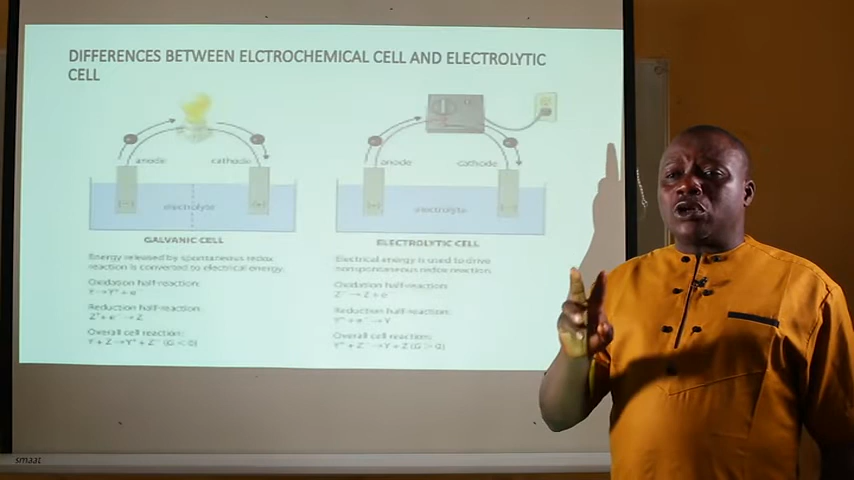 DIFFERENCES BETWEEN ELCTROCHEMICAL CELL AND ELECTROLYTIC
CELL
anode
cathode
anode
cathode
(−)
electrolyte
(+)
electrolyte
GALVANIC CELL
Energy released by spontaneous redox
reaction is converted to electrical energy.
Oxidation half-reaction:
Y → Y⁺ + e⁻
Reduction half-reaction:
Z + e⁻ → Z⁻
Overall cell reaction:
Y + Z → Y⁺ + Z⁻ (G < 0)
ELECTROLYTIC CELL
Electrical energy is used to drive
nonspontaneous redox reaction.
Oxidation half-reaction:
Z⁻ → Z + e⁻
Reduction half-reaction:
Y⁺ + e⁻ → Y
Overall cell reaction:
Y⁺ + Z⁻ → Y + Z (G > 0)
smaat